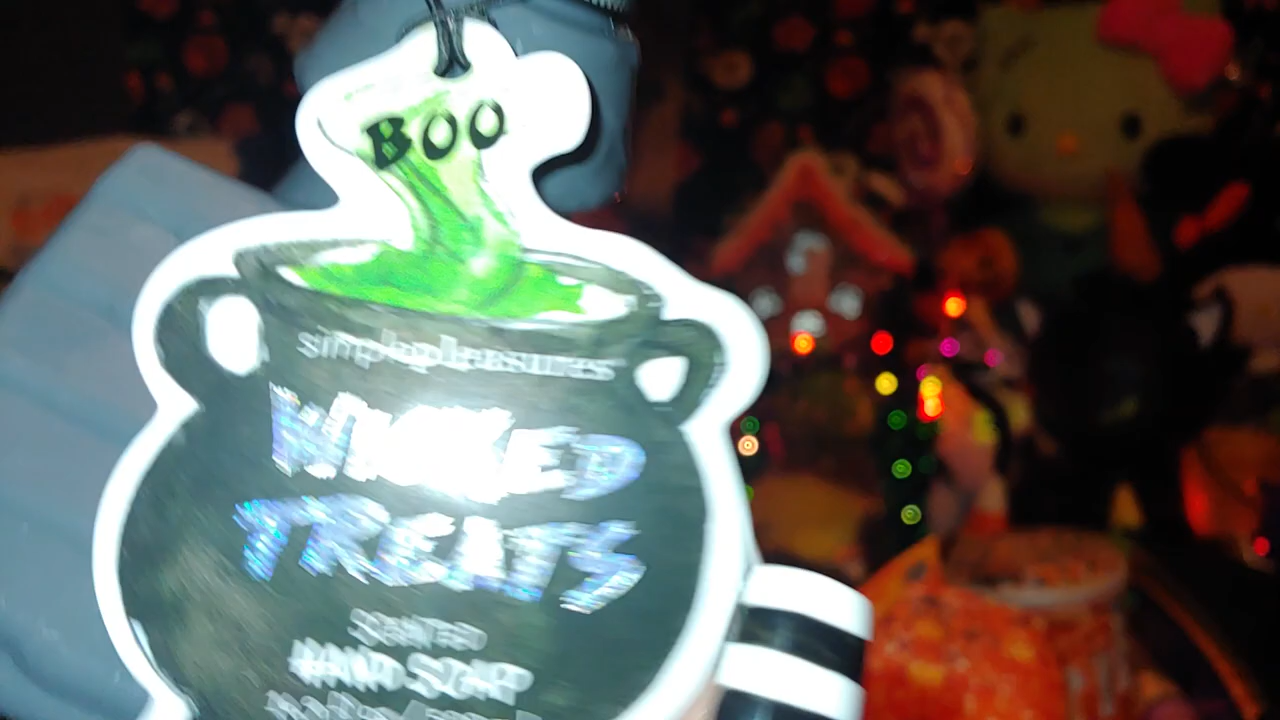 BOO
simplepleasures
WICKED
TREATS
SCENTED
HAND SOAP